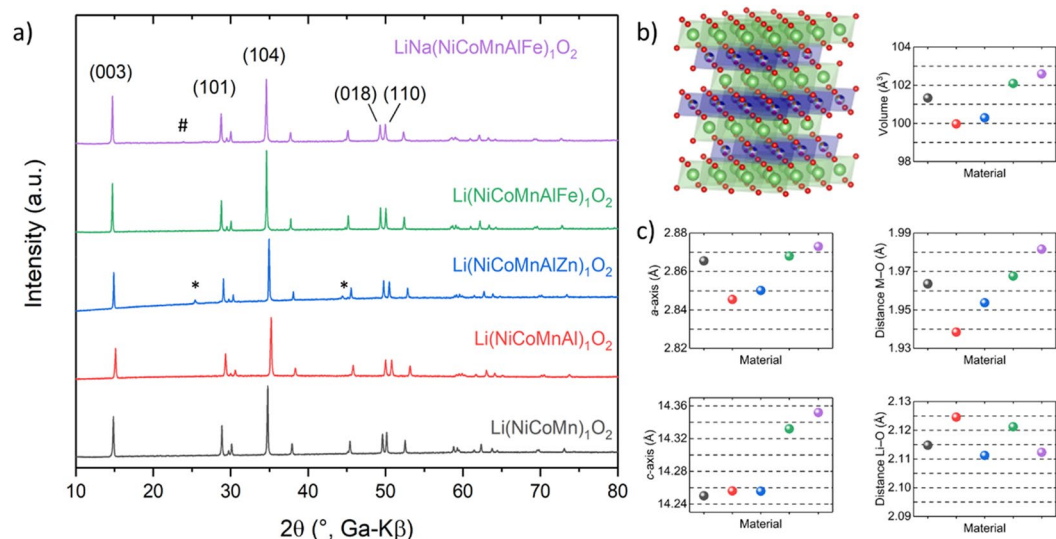 a)
LiNa(NiCoMnAlFe)₁O₂
(003)
(101)
(104)
(018)
(110)
#
Li(NiCoMnAlFe)₁O₂
Li(NiCoMnAlZn)₁O₂
*
*
Li(NiCoMnAl)₁O₂
Li(NiCoMn)₁O₂
Intensity (a.u.)
10 20 30 40 50 60 70 80
2θ (°, Ga-Kβ)
b)
Volume (Å³)
104
102
100
98
Material
c)
a-axis (Å)
2.88
2.86
2.84
2.82
Material
Distance M–O (Å)
1.99
1.97
1.95
1.93
Material
c-axis (Å)
14.36
14.32
14.28
14.24
Material
Distance Li–O (Å)
2.13
2.12
2.11
2.10
2.09
Material